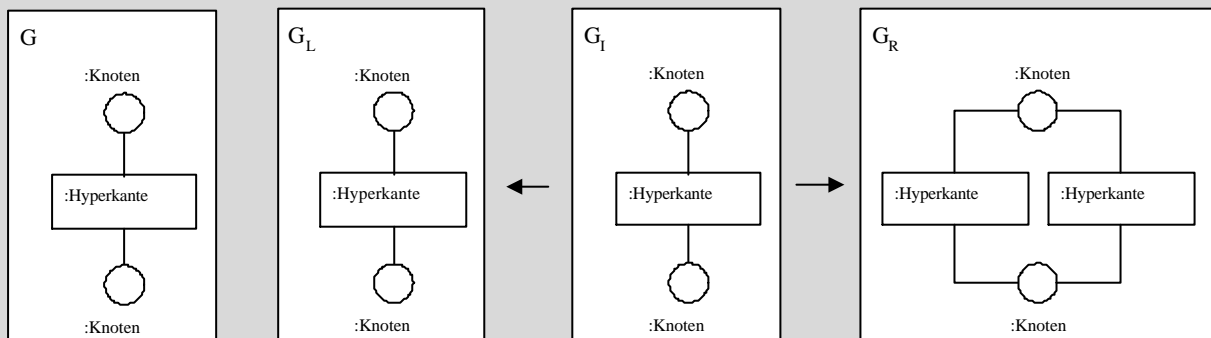 G
:Knoten
:Hyperkante
:Knoten
G_L
:Knoten
:Hyperkante
:Knoten
G_I
:Knoten
:Hyperkante
:Knoten
G_R
:Knoten
:Hyperkante
:Hyperkante
:Knoten